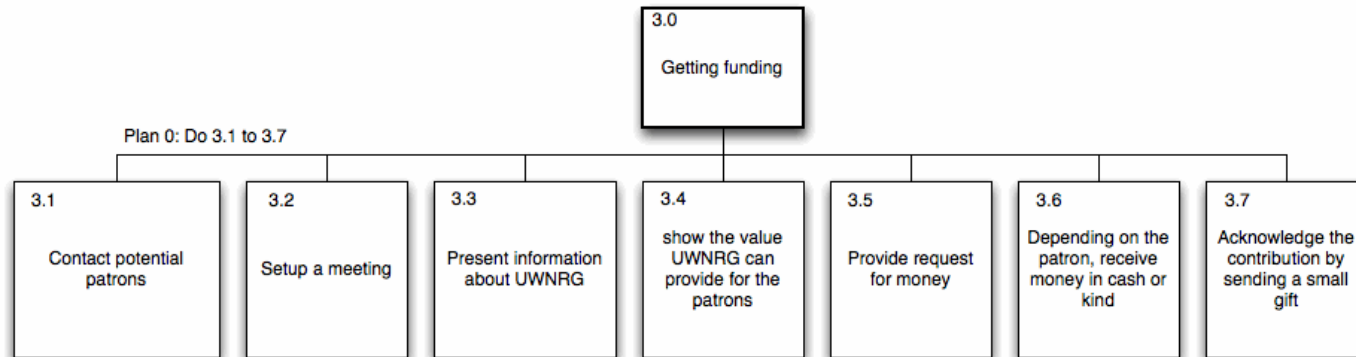 3.0
Getting funding
Plan 0: Do 3.1 to 3.7
3.1
Contact potential
patrons
3.2
Setup a meeting
3.3
Present information
about UWNRG
3.4
show the value
UWNRG can
provide for the
patrons
3.5
Provide request
for money
3.6
Depending on the
patron, receive
money in cash or
kind
3.7
Acknowledge the
contribution by
sending a small
gift